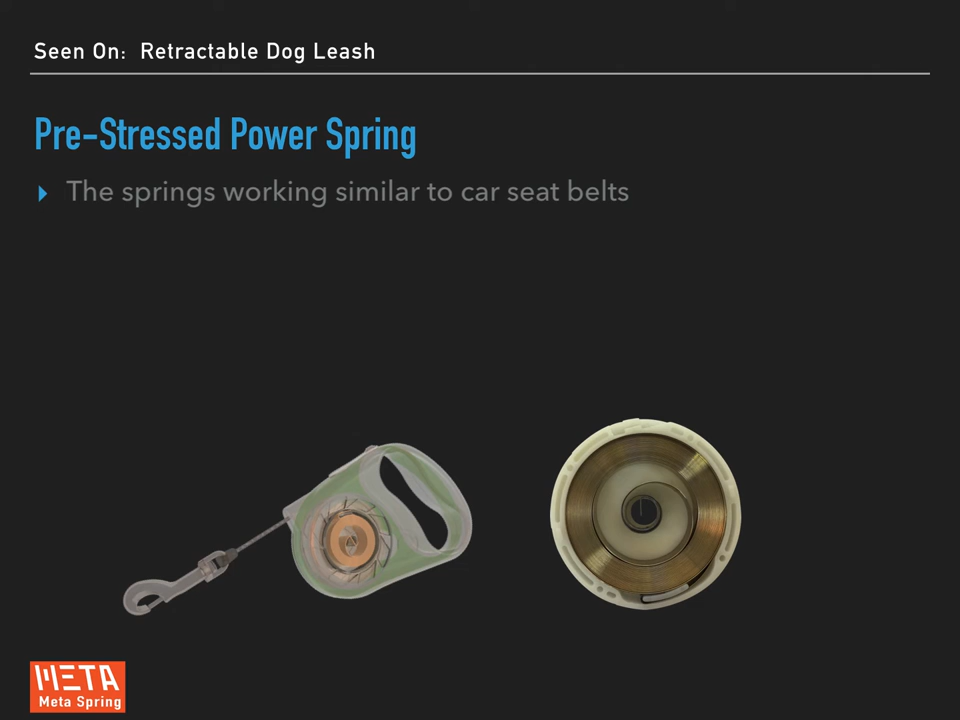 Seen On: Retractable Dog Leash
Pre-Stressed Power Spring
The springs working similar to car seat belts
META
Meta Spring